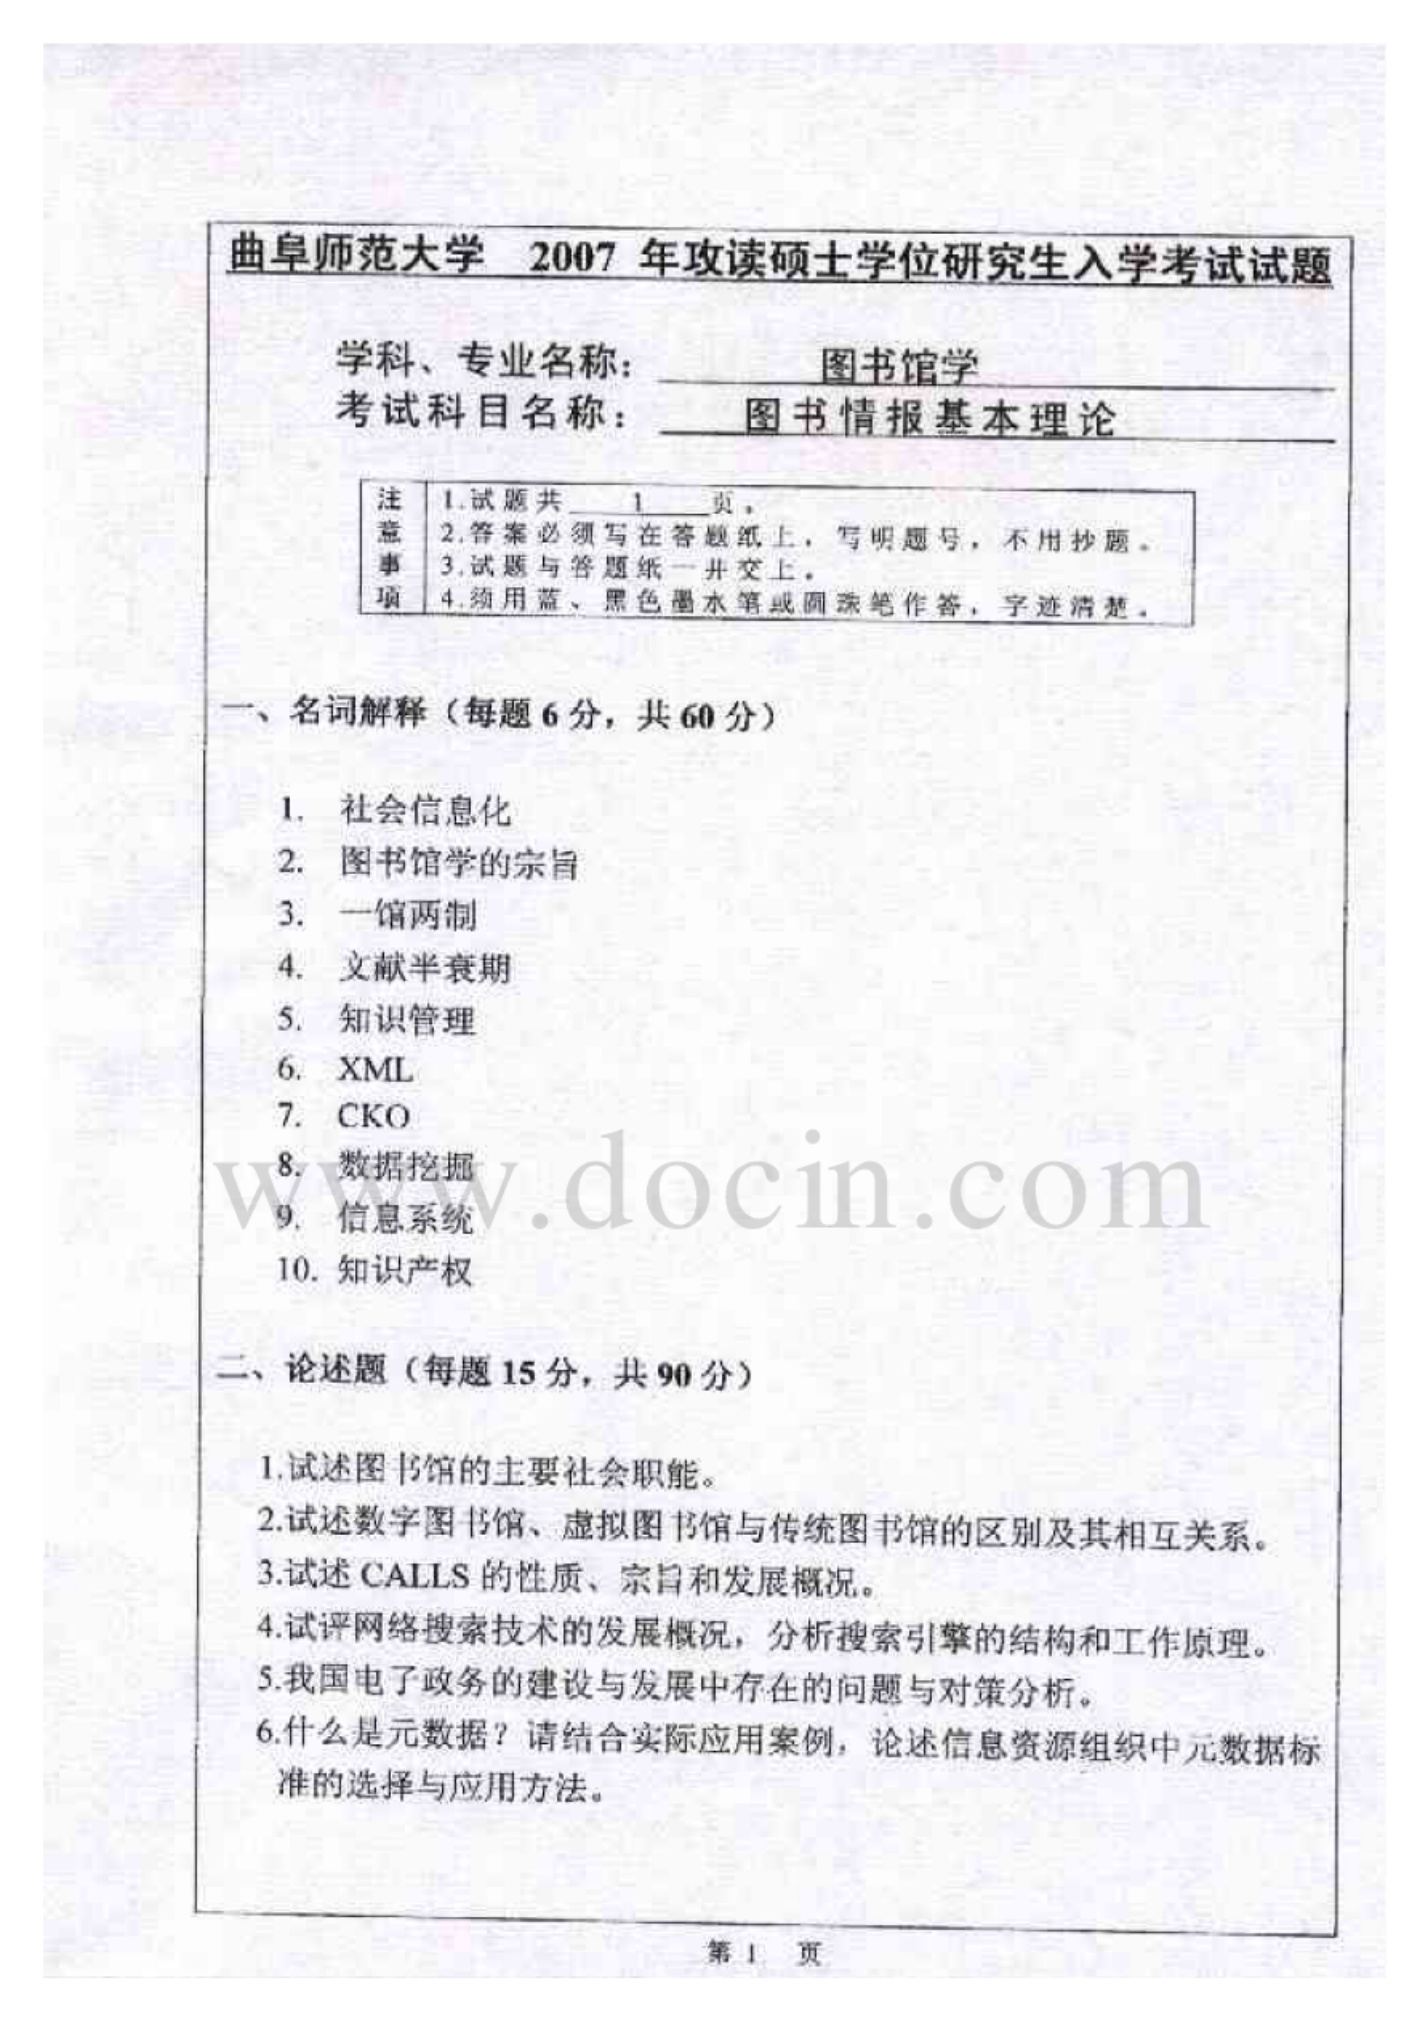 曲阜师范大学 2007 年攻读硕士学位研究生入学考试试题
学科、专业名称: 图书馆学
考试科目名称: 图书情报基本理论
注意事项
1.试题共 1 页。
2.答案必须写在答题纸上，写明题号，不用抄题。
3.试题与答题纸一并交上。
4.须用蓝、黑色墨水笔或圆珠笔作答，字迹清楚。
一、名词解释（每题 6 分，共 60 分）
1. 社会信息化
2. 图书馆学的宗旨
3. 一馆两制
4. 文献半衰期
5. 知识管理
6. XML
7. CKO
8. 数据挖掘
9. 信息系统
10. 知识产权
www.docin.com
二、论述题（每题 15 分，共 90 分）
1.试述图书馆的主要社会职能。
2.试述数字图书馆、虚拟图书馆与传统图书馆的区别及其相互关系。
3.试述 CALLS 的性质、宗旨和发展概况。
4.试评网络搜索技术的发展概况，分析搜索引擎的结构和工作原理。
5.我国电子政务的建设与发展中存在的问题与对策分析。
6.什么是元数据？请结合实际应用案例，论述信息资源组织中元数据标
准的选择与应用方法。
第 1 页